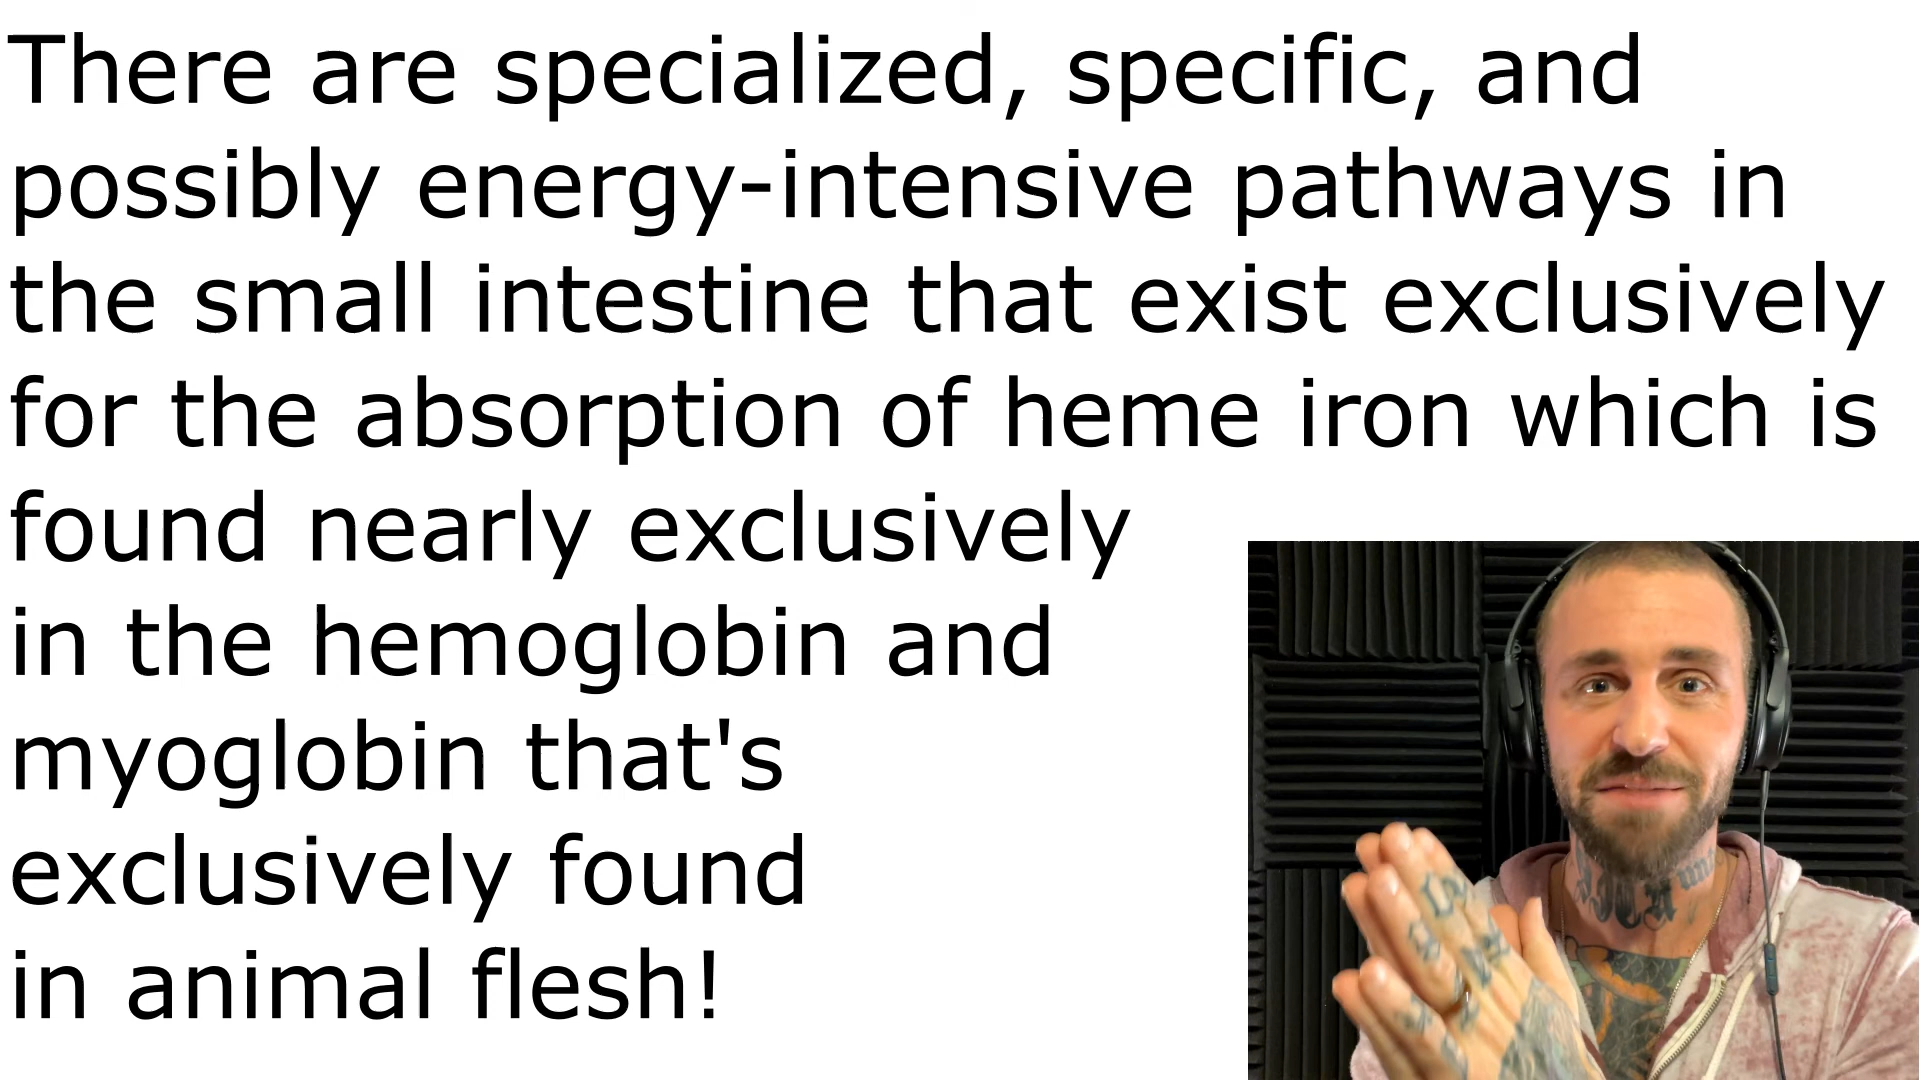 There are specialized, specific, and
possibly energy-intensive pathways in
the small intestine that exist exclusively
for the absorption of heme iron which is
found nearly exclusively
in the hemoglobin and
myoglobin that's
exclusively found
in animal flesh!